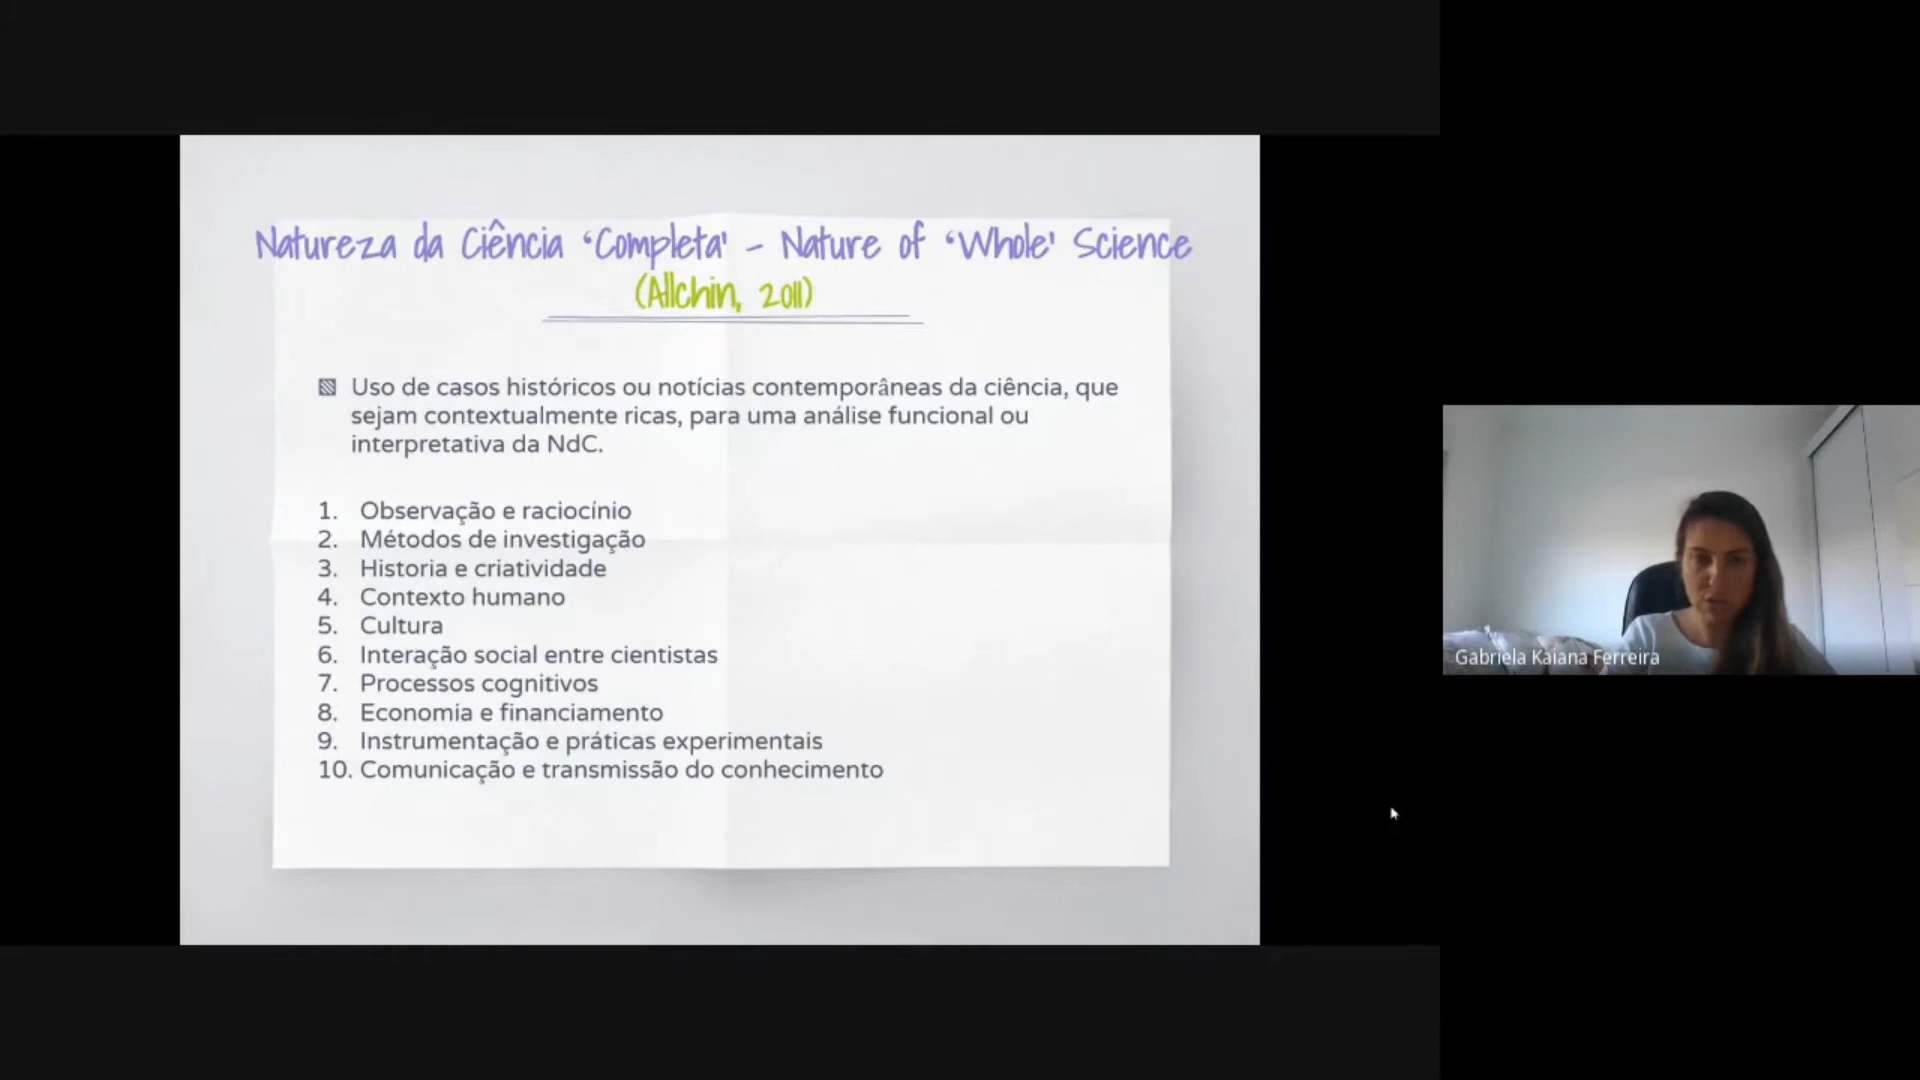 Natureza da Ciência ‘Completa' - Nature of ‘Whole' Science
(Allchin, 2011)
Uso de casos históricos ou notícias contemporâneas da ciência, que
sejam contextualmente ricas, para uma análise funcional ou
interpretativa da NdC.
1. Observação e raciocínio
2. Métodos de investigação
3. Historia e criatividade
4. Contexto humano
5. Cultura
6. Interação social entre cientistas
7. Processos cognitivos
8. Economia e financiamento
9. Instrumentação e práticas experimentais
10. Comunicação e transmissão do conhecimento
Gabriela Kaiana Ferreira